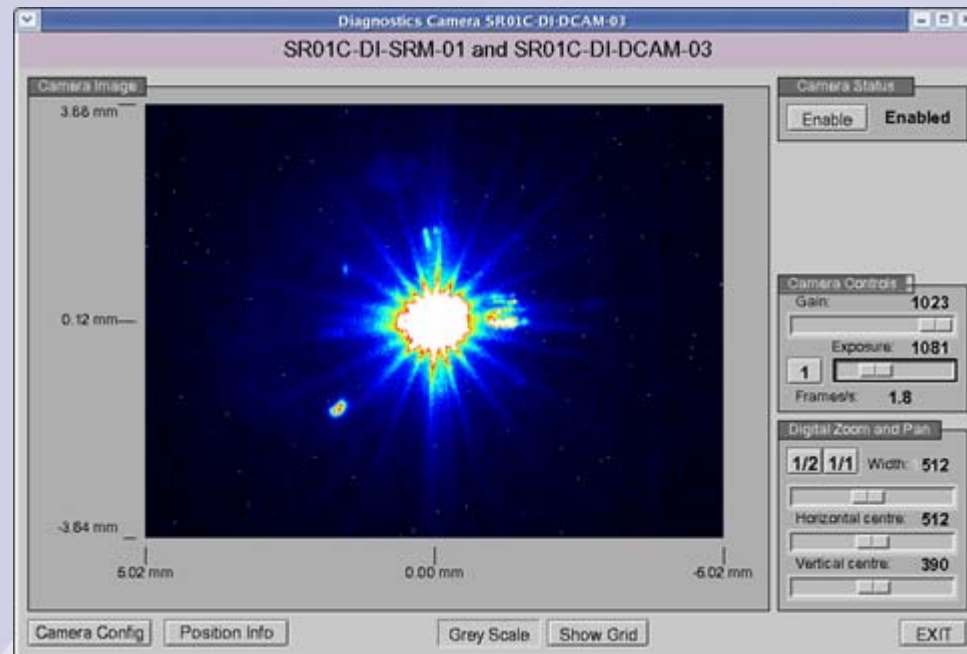 Diagnostics Camera SR01C-DI-DCAM-03
SR01C-DI-SRM-01 and SR01C-DI-DCAM-03
Camera Image
3.88 mm
0.12 mm
-3.64 mm
5.02 mm
0.00 mm
-5.02 mm
Camera Status
Enable Enabled
Camera Controls
Gain: 1023
Exposure: 1081
1
Frames/s: 1.8
Digital Zoom and Pan
1/2 1/1 Width: 512
Horizontal centre: 512
Vertical centre: 390
Camera Config Position Info Grey Scale Show Grid EXIT